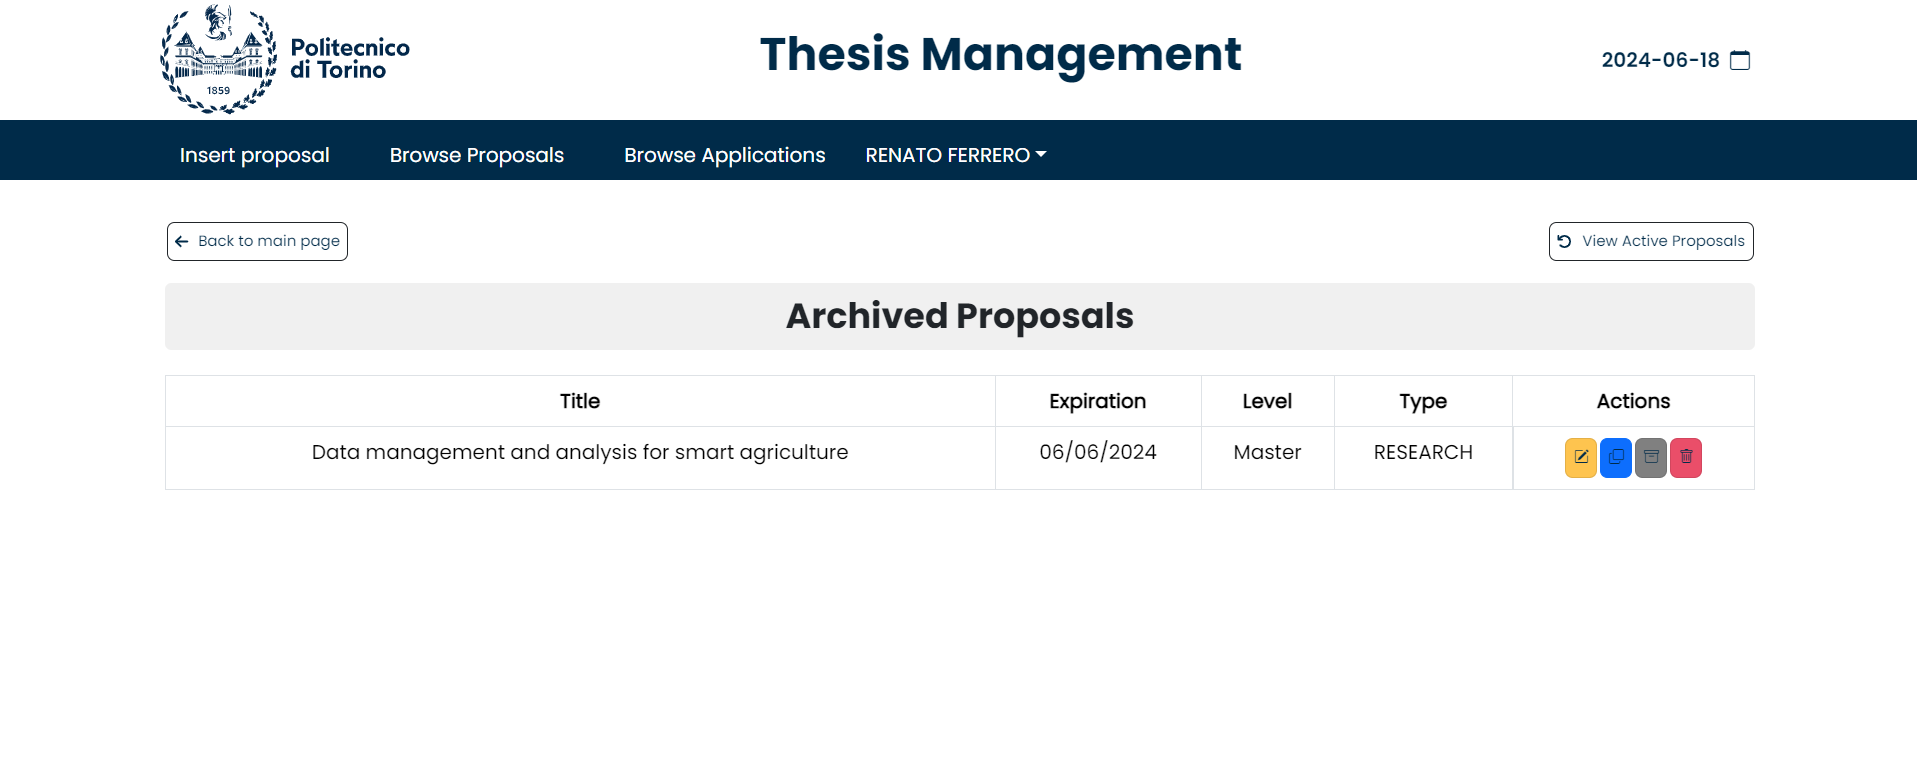 1859
Politecnico
di Torino
Thesis Management
2024-06-18
Insert proposal Browse Proposals Browse Applications RENATO FERRERO
Back to main page View Active Proposals
Archived Proposals
Title Expiration Level Type Actions
Data management and analysis for smart agriculture 06/06/2024 Master RESEARCH